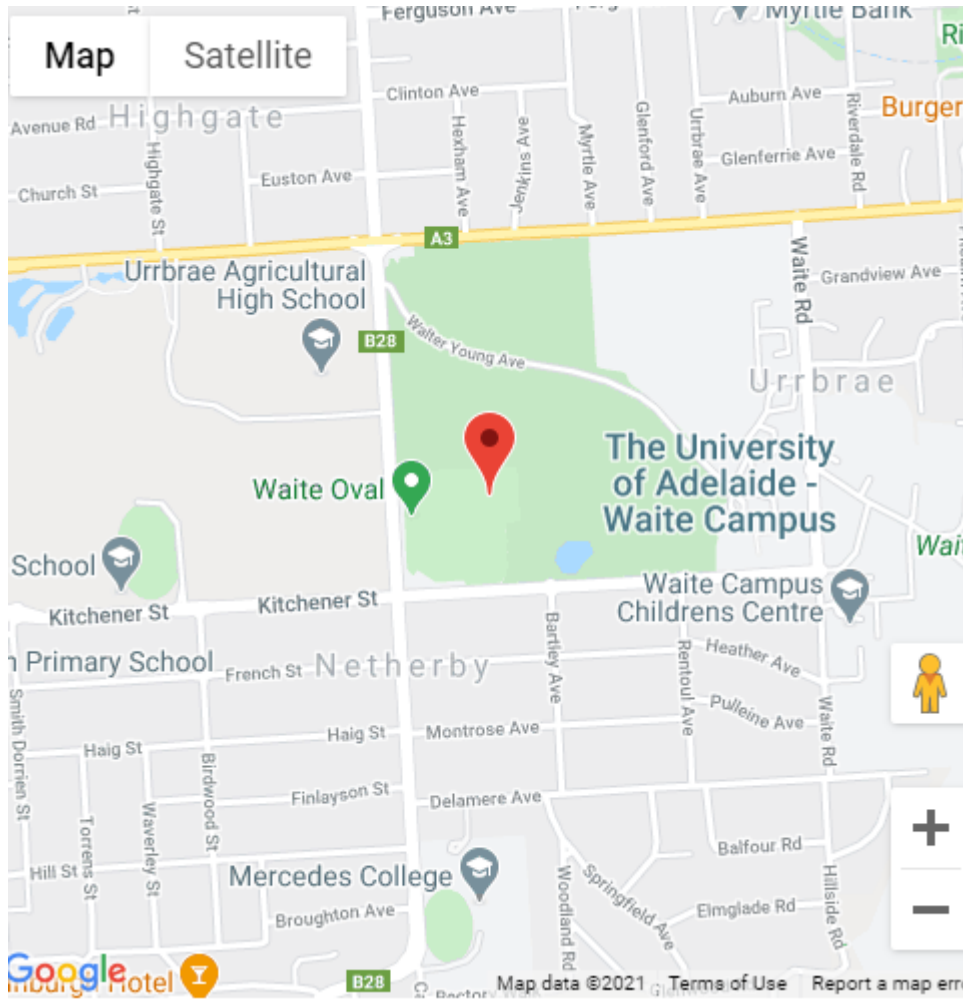 Ferguson Ave
Myrtle Bank
Map
Satellite
Clinton Ave
Auburn Ave
Burger
Avenue Rd
Highgate
Highgate St
Hexham Ave
Jenkins Ave
Myrtle Ave
Glenford Ave
Urrbrae Ave
Riverdale Rd
Glenferrie Ave
Euston Ave
Church St
A3
Waite Rd
Urrbrae Agricultural
High School
Grandview Ave
B28
Walter Young Ave
Urrbrae
The University
of Adelaide -
Waite Campus
Waite Oval
School
Wait
Waite Campus
Childrens Centre
Kitchener St
Kitchener St
Bartley Ave
Rentoul Ave
Heather Ave
Primary School
French St
Netherby
Pulleine Ave
Waite Rd
Smith Dorrien St
Haig St
Haig St
Montrose Ave
Birdwood St
Finlayson St
Delamere Ave
Torrens St
Waverley St
Balfour Rd
Hill St
Mercedes College
Woodland Rd
Springfield Ave
Hillside Rd
Broughton Ave
Elmglade Rd
Google
Hotel
B28
Rectory Walk
Map data ©2021
Terms of Use
Report a map erro